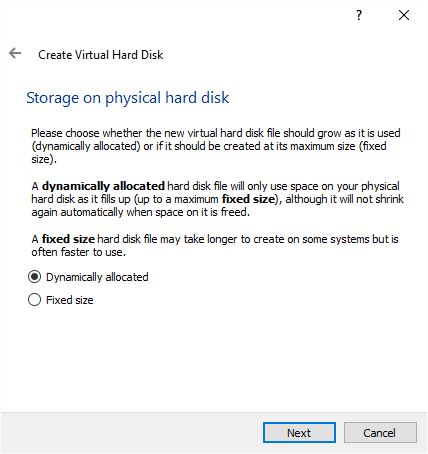 ?
Create Virtual Hard Disk
Storage on physical hard disk
Please choose whether the new virtual hard disk file should grow as it is used
(dynamically allocated) or if it should be created at its maximum size (fixed
size).
A dynamically allocated hard disk file will only use space on your physical
hard disk as it fills up (up to a maximum fixed size), although it will not shrink
again automatically when space on it is freed.
A fixed size hard disk file may take longer to create on some systems but is
often faster to use.
Dynamically allocated
Fixed size
Next
Cancel